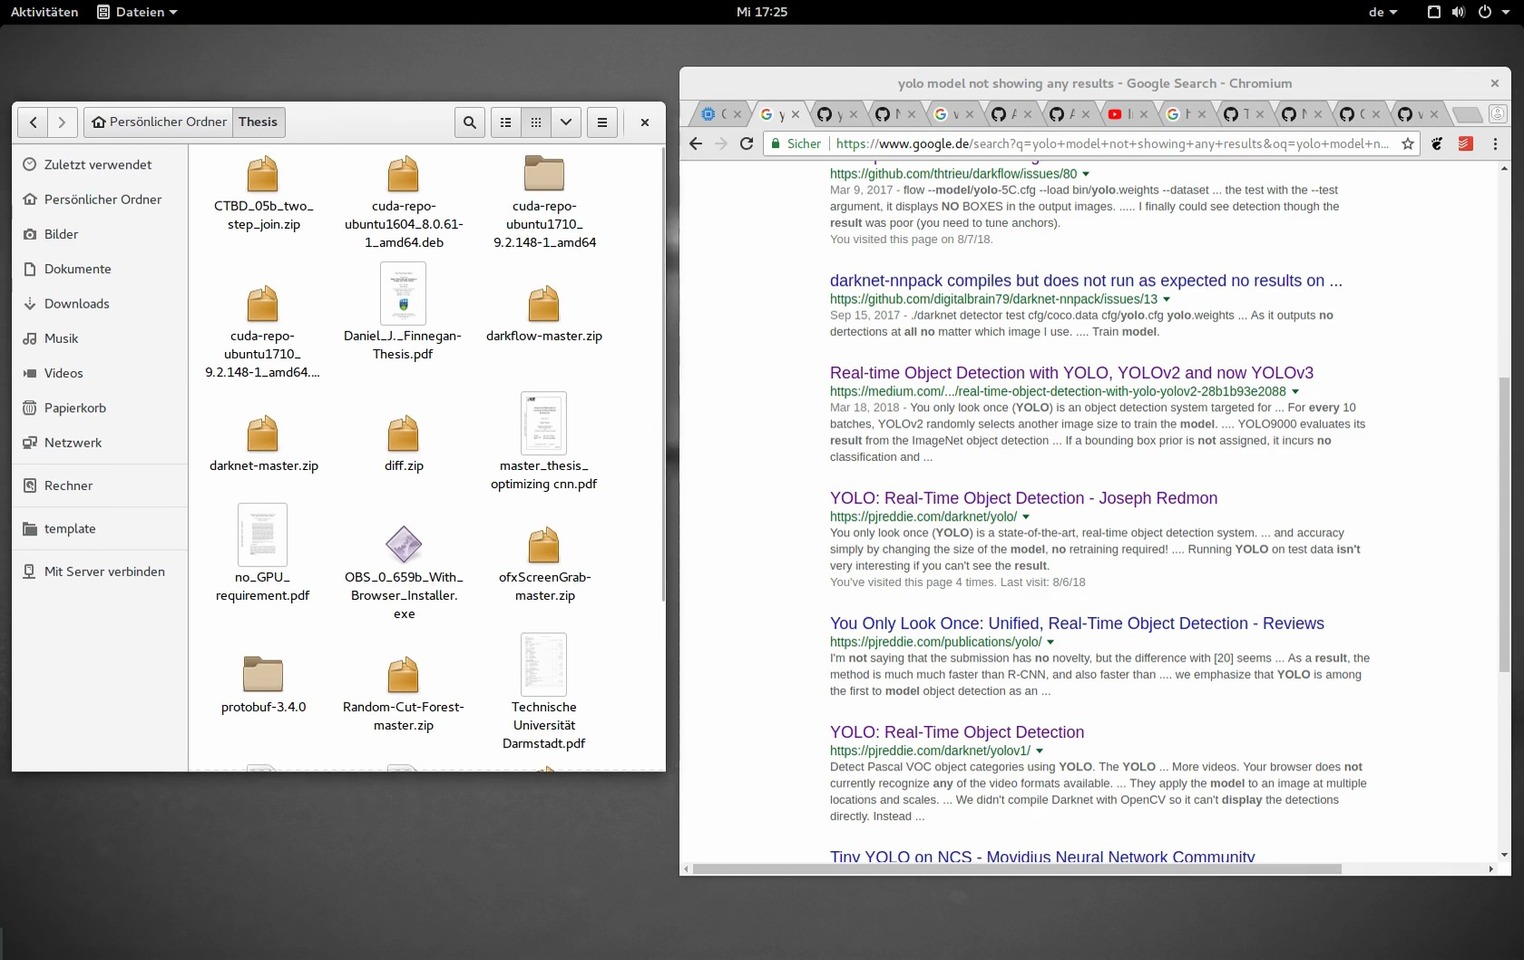 Aktivitäten
Dateien
Mi 17:25
de
Persönlicher Ordner
Thesis
Zuletzt verwendet
Persönlicher Ordner
Bilder
Dokumente
Downloads
Musik
Videos
Papierkorb
Netzwerk
Rechner
template
Mit Server verbinden
CTBD_05b_two_
step_join.zip
cuda-repo-
ubuntu1604_8.0.61-
1_amd64.deb
cuda-repo-
ubuntu1710_
9.2.148-1_amd64
cuda-repo-
ubuntu1710_
9.2.148-1_amd64....
Daniel_J._Finnegan-
Thesis.pdf
darkflow-master.zip
darknet-master.zip
diff.zip
master_thesis_
optimizing cnn.pdf
no_GPU_
requirement.pdf
OBS_0_659b_With_
Browser_Installer.
exe
ofxScreenGrab-
master.zip
protobuf-3.4.0
Random-Cut-Forest-
master.zip
Technische
Universität
Darmstadt.pdf
yolo model not showing any results - Google Search - Chromium
Sicher
https://www.google.de/search?q=yolo+model+not+showing+any+results&oq=yolo+model+n...
https://github.com/thtrieu/darkflow/issues/80
Mar 9, 2017 - flow --model/yolo-5C.cfg --load bin/yolo.weights --dataset ... the test with the --test
argument, it displays NO BOXES in the output images. ..... I finally could see detection though the
result was poor (you need to tune anchors).
You visited this page on 8/7/18.
darknet-nnpack compiles but does not run as expected no results on ...
https://github.com/digitalbrain79/darknet-nnpack/issues/13
Sep 15, 2017 - ./darknet detector test cfg/coco.data cfg/yolo.cfg yolo.weights ... As it outputs no
dertections at all no matter which image I use. .... Train model.
Real-time Object Detection with YOLO, YOLOv2 and now YOLOv3
https://medium.com/.../real-time-object-detection-with-yolo-yolov2-28b1b93e2088
Mar 18, 2018 - You only look once (YOLO) is an object detection system targeted for ... For every 10
batches, YOLOv2 randomly selects another image size to train the model. .... YOLO9000 evaluates its
result from the ImageNet object detection ... If a bounding box prior is not assigned, it incurs no
classification and ...
YOLO: Real-Time Object Detection - Joseph Redmon
https://pjreddie.com/darknet/yolo/
You only look once (YOLO) is a state-of-the-art, real-time object detection system. ... and accuracy
simply by changing the size of the model, no retraining required! .... Running YOLO on test data isn't
very interesting if you can't see the result.
You've visited this page 4 times. Last visit: 8/6/18
You Only Look Once: Unified, Real-Time Object Detection - Reviews
https://pjreddie.com/publications/yolo/
I'm not saying that the submission has no novelty, but the difference with [20] seems ... As a result, the
method is much much faster than R-CNN, and also faster than .... we emphasize that YOLO is among
the first to model object detection as an ...
YOLO: Real-Time Object Detection
https://pjreddie.com/darknet/yolov1/
Detect Pascal VOC object categories using YOLO. The YOLO ... More videos. Your browser does not
currently recognize any of the video formats available. ... They apply the model to an image at multiple
locations and scales. ... We didn't compile Darknet with OpenCV so it can't display the detections
directly. Instead ...
Tiny YOLO on NCS - Movidius Neural Network Community